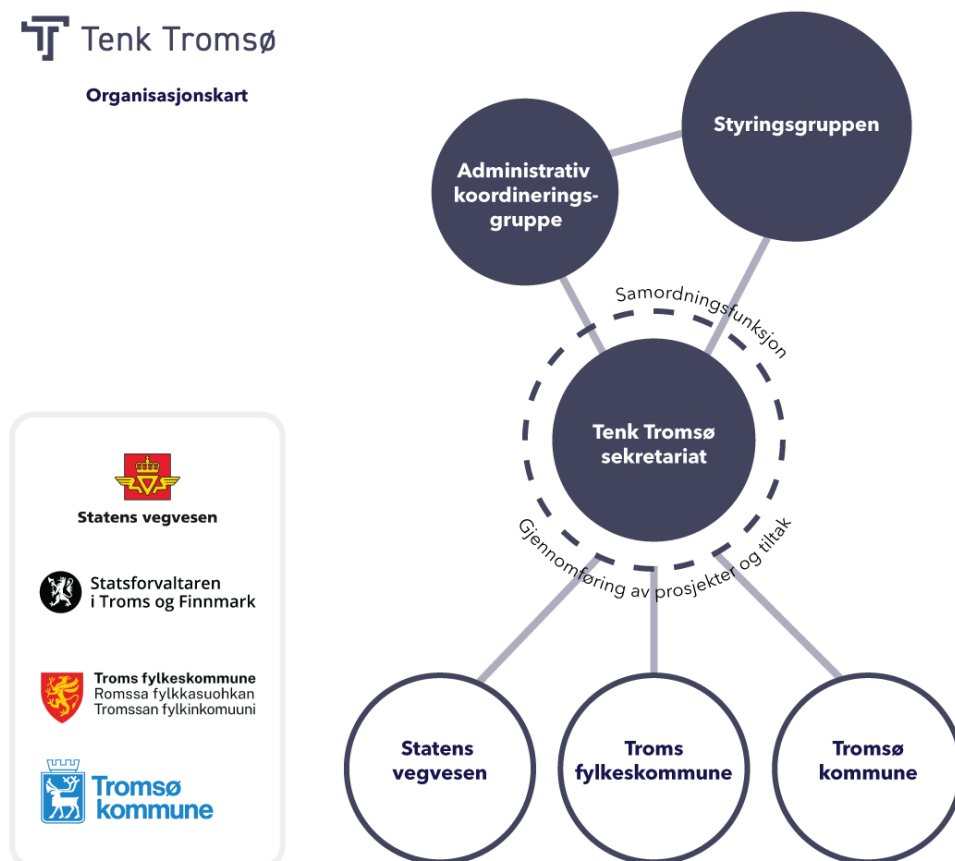 Tenk Tromsø
Organisasjonskart
Styringsgruppen
Administrativ
koordinerings-
gruppe
Samordningsfunksjon
Tenk Tromsø
sekretariat
Gjennomføring av prosjekter og tiltak
Statens vegvesen
Statsforvaltaren
i Troms og Finnmark
Troms fylkeskommune
Romssa fylkkasuohkan
Tromssan fylkinkomuuni
Tromsø
kommune
Statens
vegvesen
Troms
fylkeskommune
Tromsø
kommune